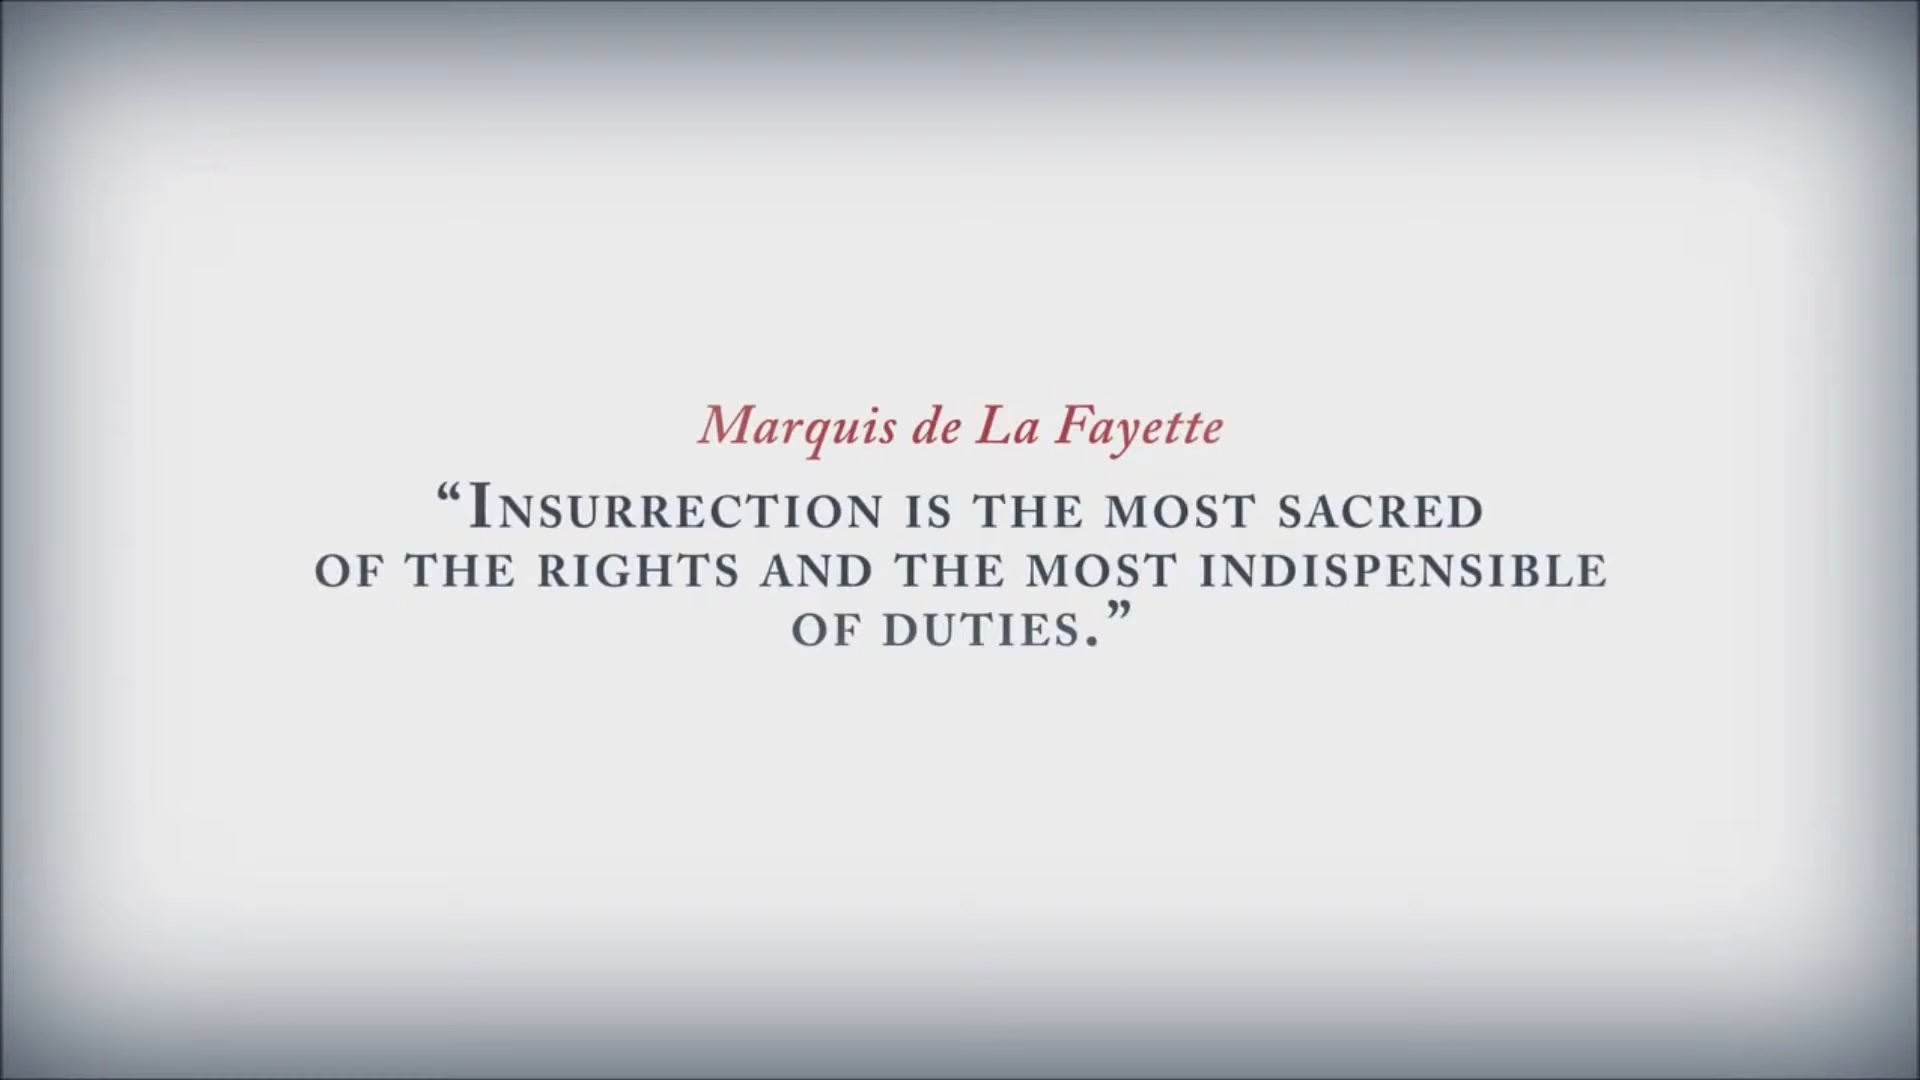 Marquis de La Fayette
“Insurrection is the most sacred
of the rights and the most indispensible
of duties.”